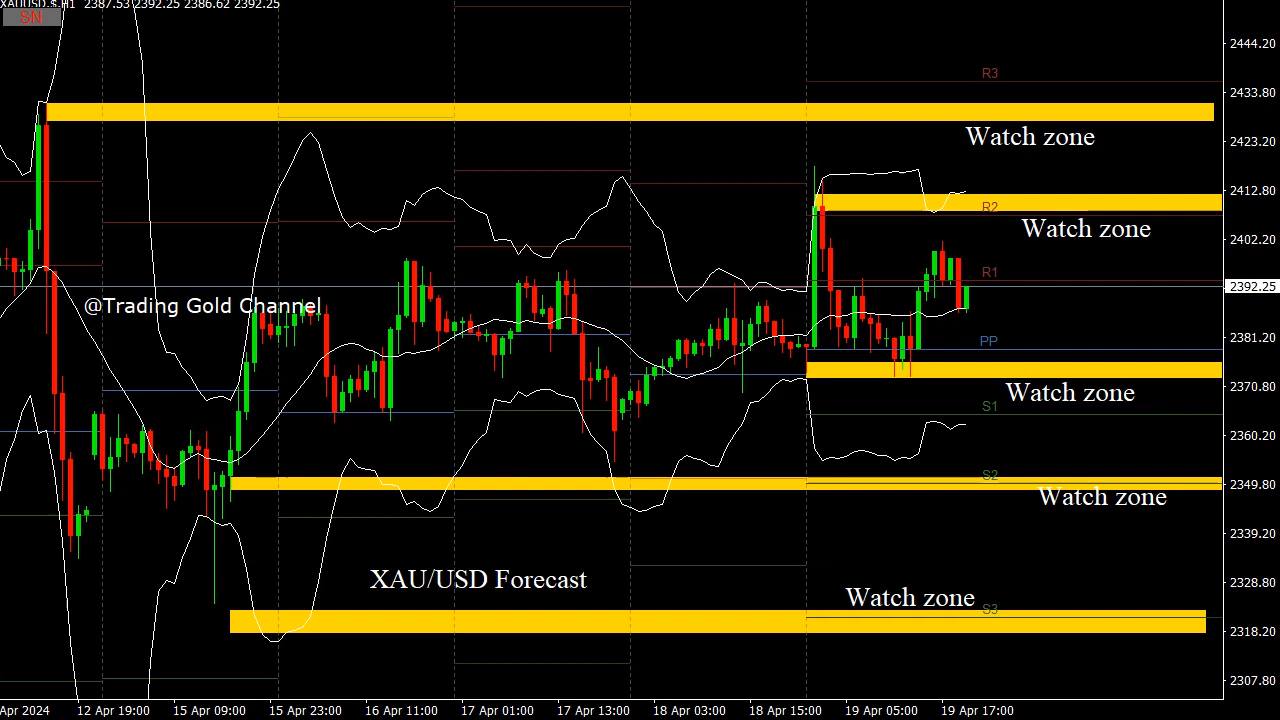 XAUUSD.$,H1 2387.53 2392.25 2386.62 2392.25
SN
2444.20
R3
2433.80
Watch zone
2423.20
2412.80
R2
Watch zone
2402.20
R1
2392.25
@Trading Gold Channel
2381.20
PP
2370.80
Watch zone
S1
2360.20
S2
2349.80
Watch zone
2339.20
XAU/USD Forecast
2328.80
Watch zone
S3
2318.20
2307.80
Apr 2024 12 Apr 19:00 15 Apr 09:00 15 Apr 23:00 16 Apr 11:00 17 Apr 01:00 17 Apr 13:00 18 Apr 03:00 18 Apr 15:00 19 Apr 05:00 19 Apr 17:00